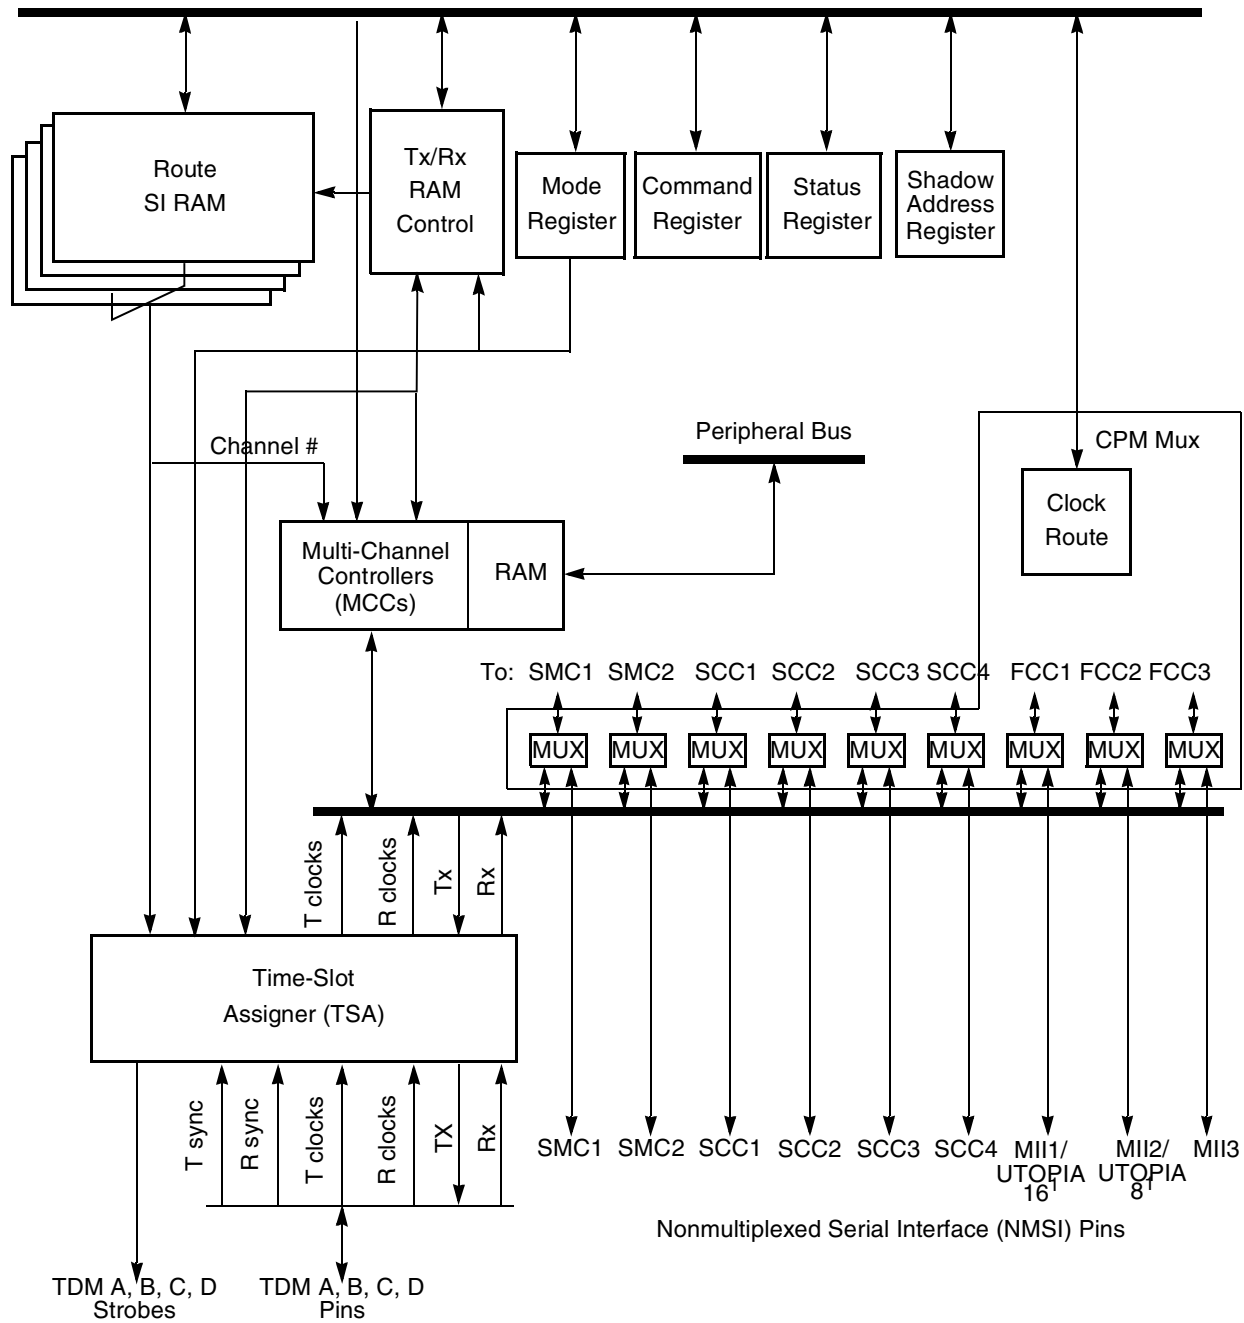 Route
SI RAM
Tx/Rx
RAM
Control
Mode
Register
Command
Register
Status
Register
Shadow
Address
Register
Channel #
Peripheral Bus
CPM Mux
Clock
Route
Multi-Channel
Controllers
(MCCs)
RAM
To: SMC1 SMC2 SCC1 SCC2 SCC3 SCC4 FCC1 FCC2 FCC3
MUX MUX MUX MUX MUX MUX MUX MUX MUX
T clocks
R clocks
Tx
Rx
Time-Slot
Assigner (TSA)
T sync
R sync
T clocks
R clocks
TX
Rx
SMC1 SMC2 SCC1 SCC2 SCC3 SCC4
MII1/
UTOPIA
16¹
MII2/
UTOPIA
8¹
MII3
Nonmultiplexed Serial Interface (NMSI) Pins
TDM A, B, C, D
Strobes
TDM A, B, C, D
Pins